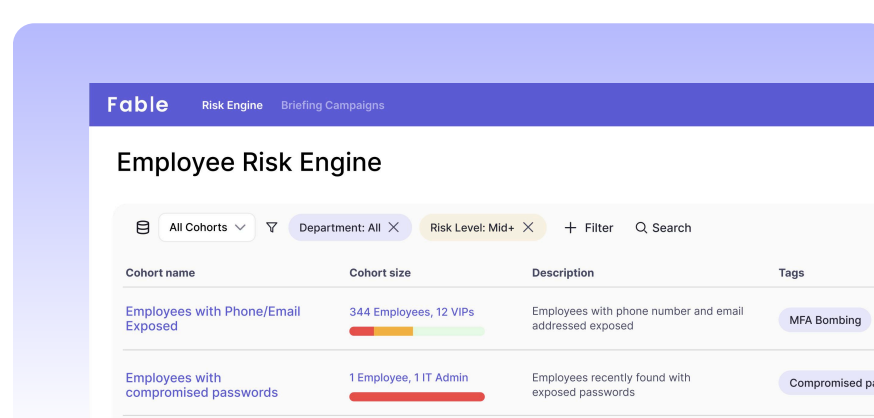 Fable Risk Engine Briefing Campaigns
Employee Risk Engine
All Cohorts Department: All Risk Level: Mid+ Filter Search
Cohort name Cohort size Description Tags
Employees with Phone/Email
Exposed
344 Employees, 12 VIPs
Employees with phone number and email
addressed exposed
MFA Bombing
Employees with
compromised passwords
1 Employee, 1 IT Admin
Employees recently found with
exposed passwords
Compromised